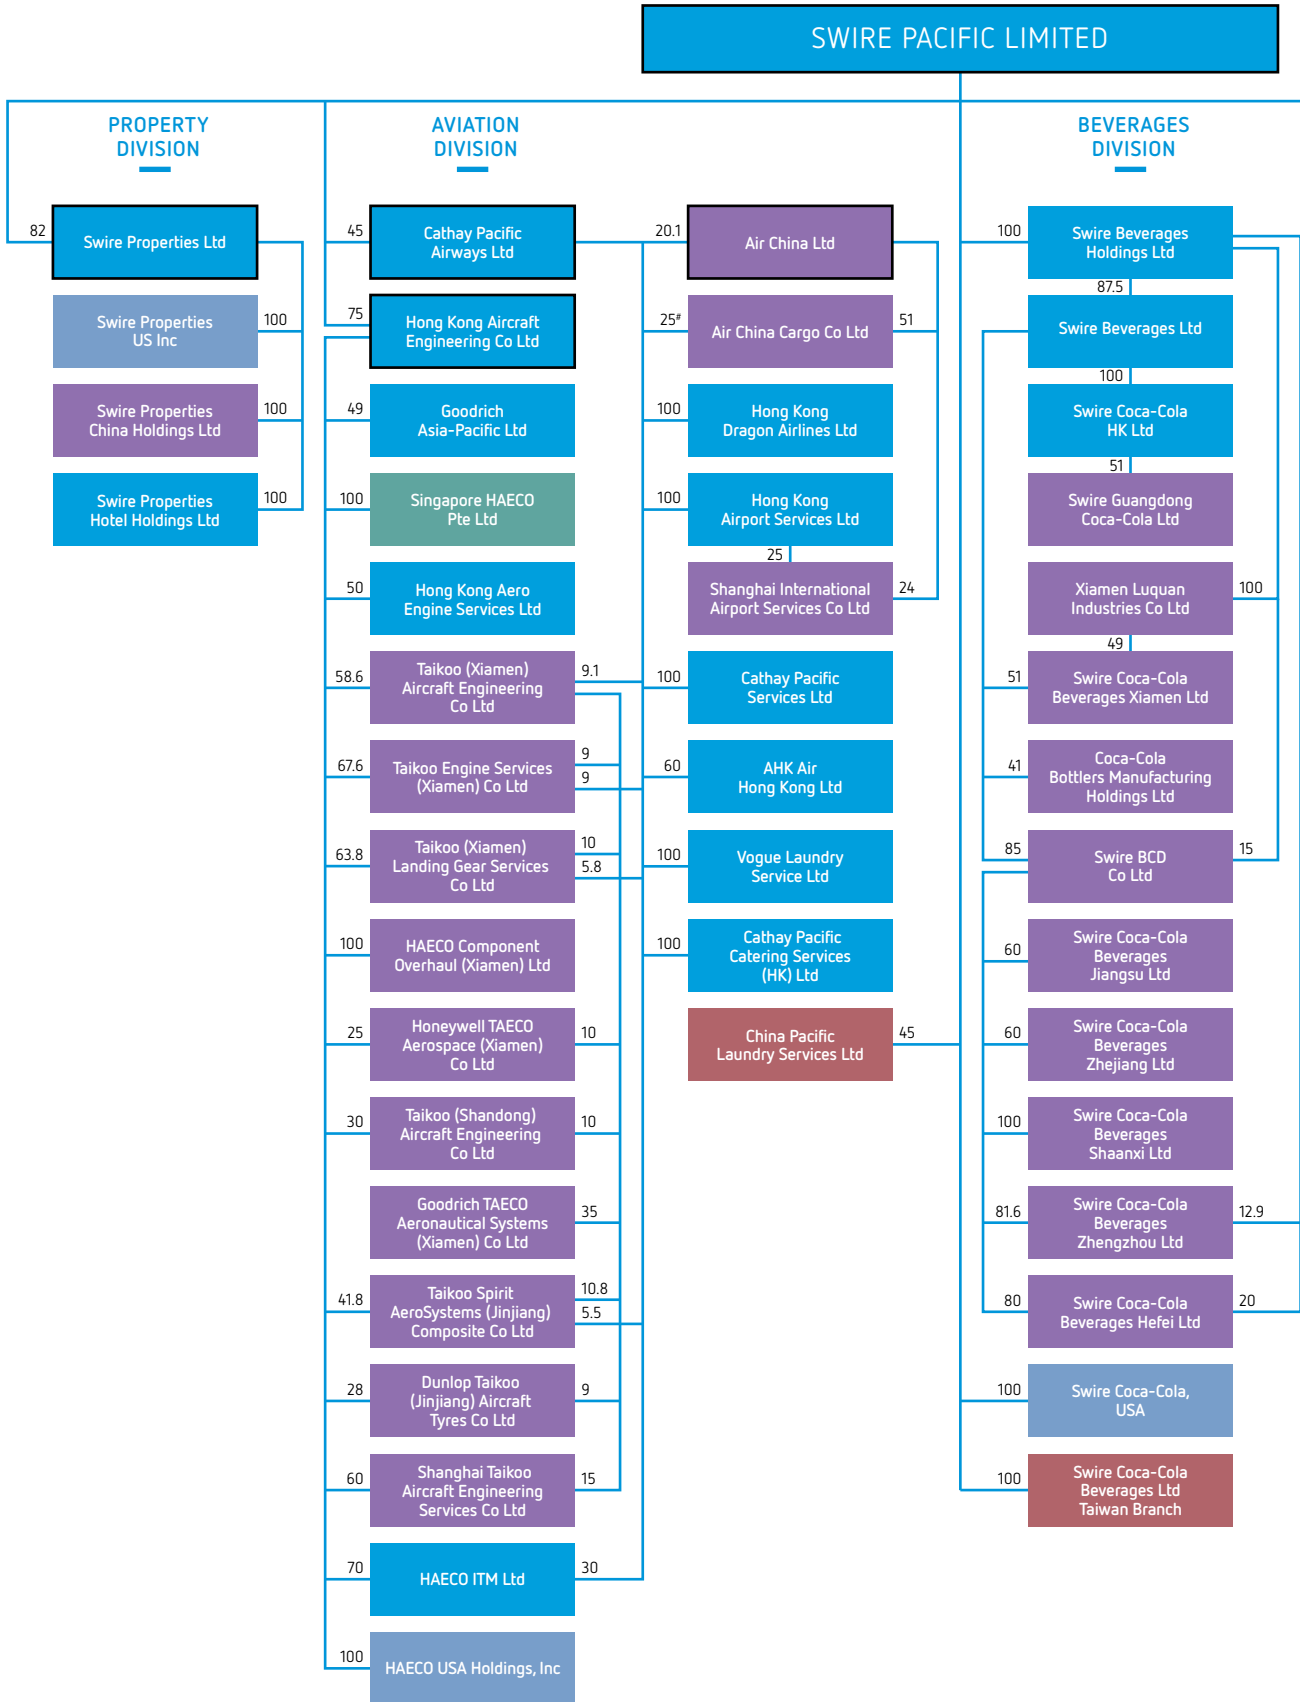 SWIRE PACIFIC LIMITED
PROPERTY
DIVISION
82
Swire Properties Ltd
Swire Properties
US Inc
100
Swire Properties
China Holdings Ltd
100
Swire Properties
Hotel Holdings Ltd
100
AVIATION
DIVISION
45
Cathay Pacific
Airways Ltd
75
Hong Kong Aircraft
Engineering Co Ltd
49
Goodrich
Asia-Pacific Ltd
100
Singapore HAECO
Pte Ltd
50
Hong Kong Aero
Engine Services Ltd
58.6
Taikoo (Xiamen)
Aircraft Engineering
Co Ltd
9.1
67.6
Taikoo Engine Services
(Xiamen) Co Ltd
9
9
63.8
Taikoo (Xiamen)
Landing Gear Services
Co Ltd
10
5.8
100
HAECO Component
Overhaul (Xiamen) Ltd
25
Honeywell TAECO
Aerospace (Xiamen)
Co Ltd
10
30
Taikoo (Shandong)
Aircraft Engineering
Co Ltd
10
Goodrich TAECO
Aeronautical Systems
(Xiamen) Co Ltd
35
41.8
Taikoo Spirit
AeroSystems (Jinjiang)
Composite Co Ltd
10.8
5.5
28
Dunlop Taikoo
(Jinjiang) Aircraft
Tyres Co Ltd
9
60
Shanghai Taikoo
Aircraft Engineering
Services Co Ltd
15
70
HAECO ITM Ltd
30
100
HAECO USA Holdings, Inc
20.1
Air China Ltd
25#
Air China Cargo Co Ltd
51
100
Hong Kong
Dragon Airlines Ltd
100
Hong Kong
Airport Services Ltd
25
Shanghai International
Airport Services Co Ltd
24
100
Cathay Pacific
Services Ltd
60
AHK Air
Hong Kong Ltd
100
Vogue Laundry
Service Ltd
100
Cathay Pacific
Catering Services
(HK) Ltd
China Pacific
Laundry Services Ltd
45
BEVERAGES
DIVISION
100
Swire Beverages
Holdings Ltd
87.5
Swire Beverages Ltd
100
Swire Coca-Cola
HK Ltd
51
Swire Guangdong
Coca-Cola Ltd
Xiamen Luquan
Industries Co Ltd
100
49
51
Swire Coca-Cola
Beverages Xiamen Ltd
41
Coca-Cola
Bottlers Manufacturing
Holdings Ltd
85
Swire BCD
Co Ltd
15
60
Swire Coca-Cola
Beverages
Jiangsu Ltd
60
Swire Coca-Cola
Beverages
Zhejiang Ltd
100
Swire Coca-Cola
Beverages
Shaanxi Ltd
81.6
Swire Coca-Cola
Beverages
Zhengzhou Ltd
12.9
80
Swire Coca-Cola
Beverages Hefei Ltd
20
100
Swire Coca-Cola,
USA
100
Swire Coca-Cola
Beverages Ltd
Taiwan Branch